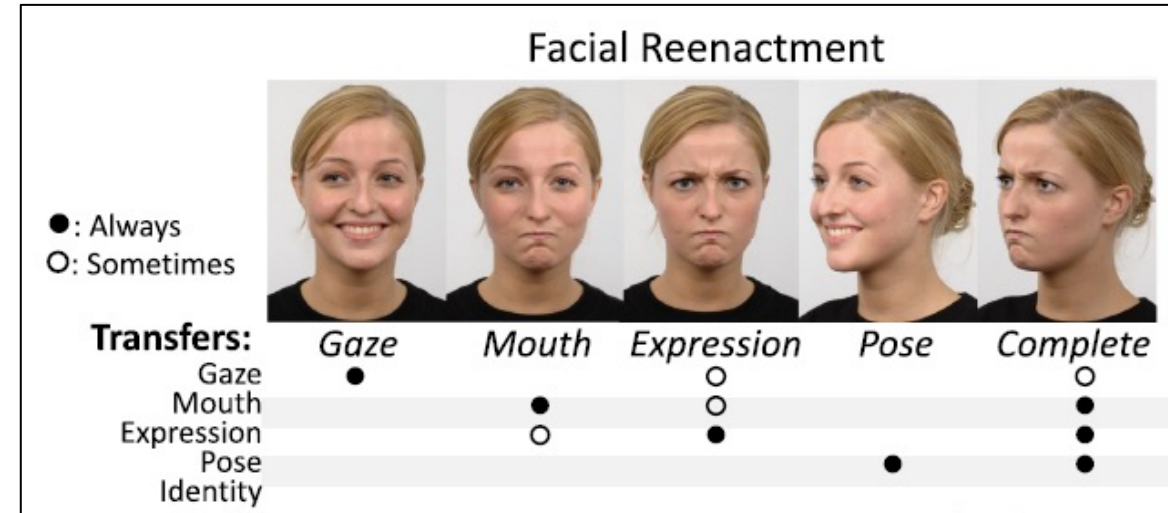 Facial Reenactment
●: Always
○: Sometimes
Transfers: Gaze Mouth Expression Pose Complete
Gaze ● ○ ○
Mouth ● ○ ●
Expression ○ ● ●
Pose ● ●
Identity